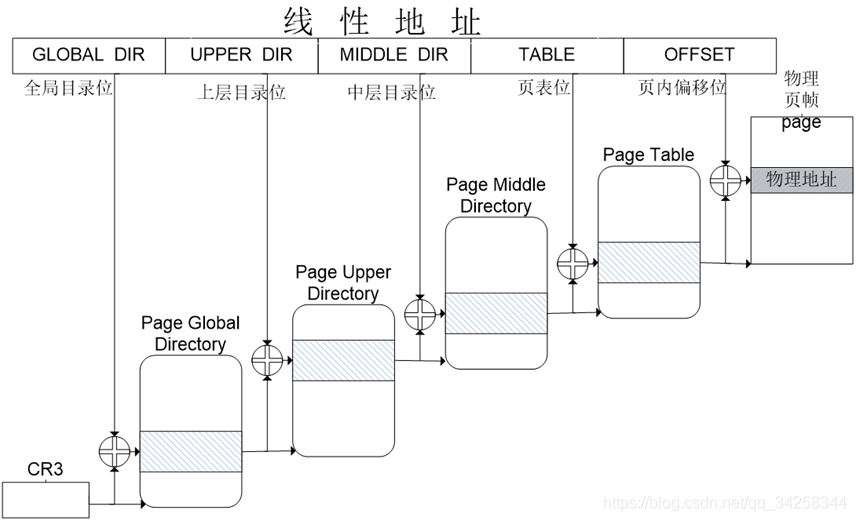 线性地址
GLOBAL DIR
UPPER DIR
MIDDLE DIR
TABLE
OFFSET
全局目录位
上层目录位
中层目录位
页表位
页内偏移位
物理
页帧
page
物理地址
Page Table
Page Middle
Directory
Page Upper
Directory
Page Global
Directory
CR3
https://blog.csdn.net/qq_34258344